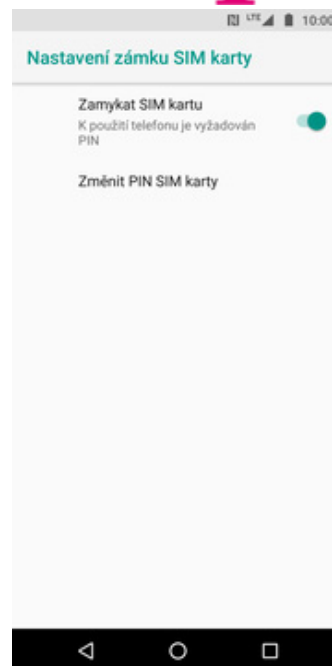 LTE 10:00
Nastavení zámku SIM karty
Zamykat SIM kartu
K použití telefonu je vyžadován
PIN
Změnit PIN SIM karty